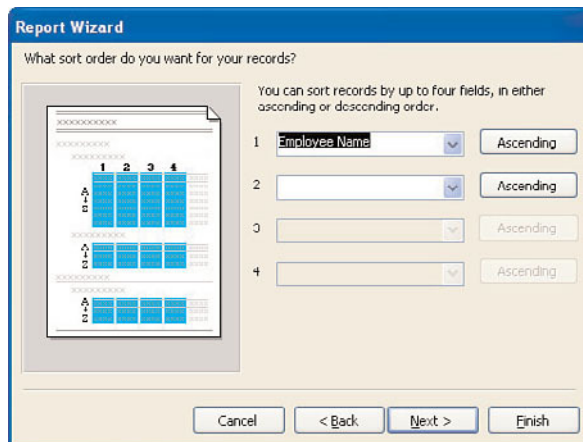 Report Wizard
What sort order do you want for your records?
You can sort records by up to four fields, in either
ascending or descending order.
1 Employee Name Ascending
2 Ascending
3 Ascending
4 Ascending
xxxxxxxxxx
1 2 3 4
A
Z
A
Z
A
Z
Cancel < Back Next > Finish